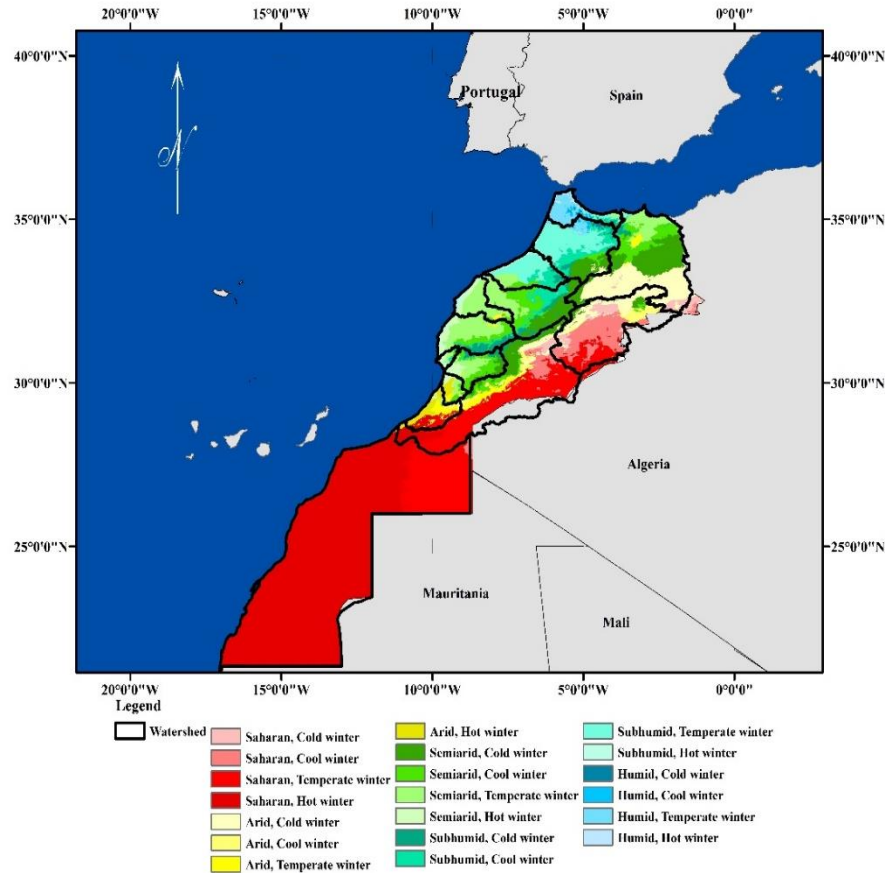 15°0'0"W 10°0'0"W 5°0'0"W 0°0'0"
20°0'0"W
40°0'0"N 40°0'0"N
Portugal
Spain
N
35°0'0"N 35°0'0"N
30°0'0"N 30°0'0"N
Algeria
25°0'0"N 25°0'0"N
Mauritania
Mali
20°0'0"W 15°0'0"W 10°0'0"W 5°0'0"W 0°0'0"
Legend
Watershed
Saharan, Cold winter
Saharan, Cool winter
Saharan, Temperate winter
Saharan, Hot winter
Arid, Cold winter
Arid, Cool winter
Arid, Temperate winter
Arid, Hot winter
Semiarid, Cold winter
Semiarid, Cool winter
Semiarid, Temperate winter
Semiarid, Hot winter
Subhumid, Cold winter
Subhumid, Cool winter
Subhumid, Temperate winter
Subhumid, Hot winter
Humid, Cold winter
Humid, Cool winter
Humid, Temperate winter
Humid, Hot winter